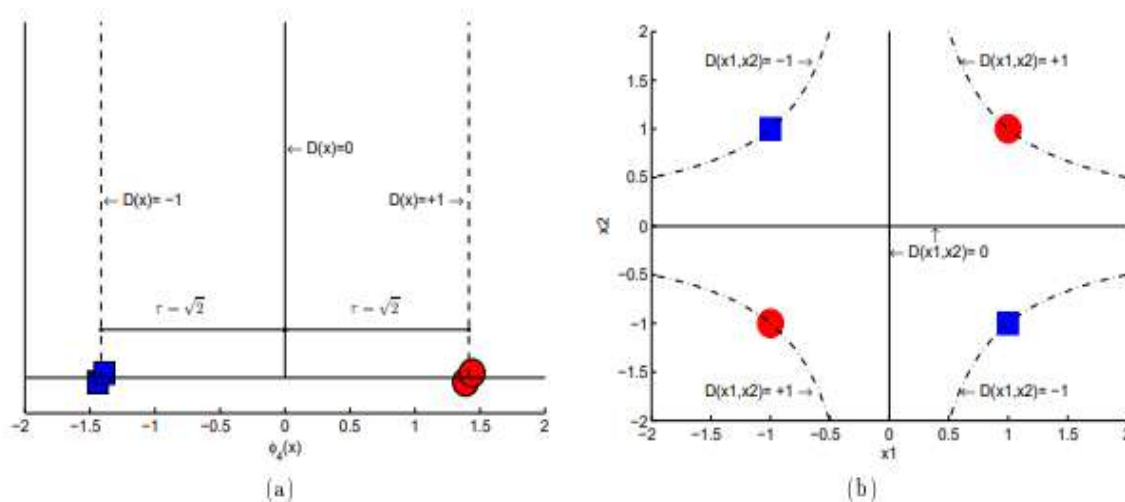 ← D(x)=0
← D(x)= −1
D(x)=+1 →
τ = √2
τ = √2
−2 −1.5 −1 −0.5 0 0.5 1 1.5 2
ϕ₄(x)
(a)
2
1.5
1
0.5
0
−0.5
−1
−1.5
−2
x2
D(x1,x2)= −1 →
← D(x1,x2)= +1
↑
← D(x1,x2)= 0
D(x1,x2)= +1 →
← D(x1,x2)= −1
−2 −1.5 −1 −0.5 0 0.5 1 1.5 2
x1
(b)